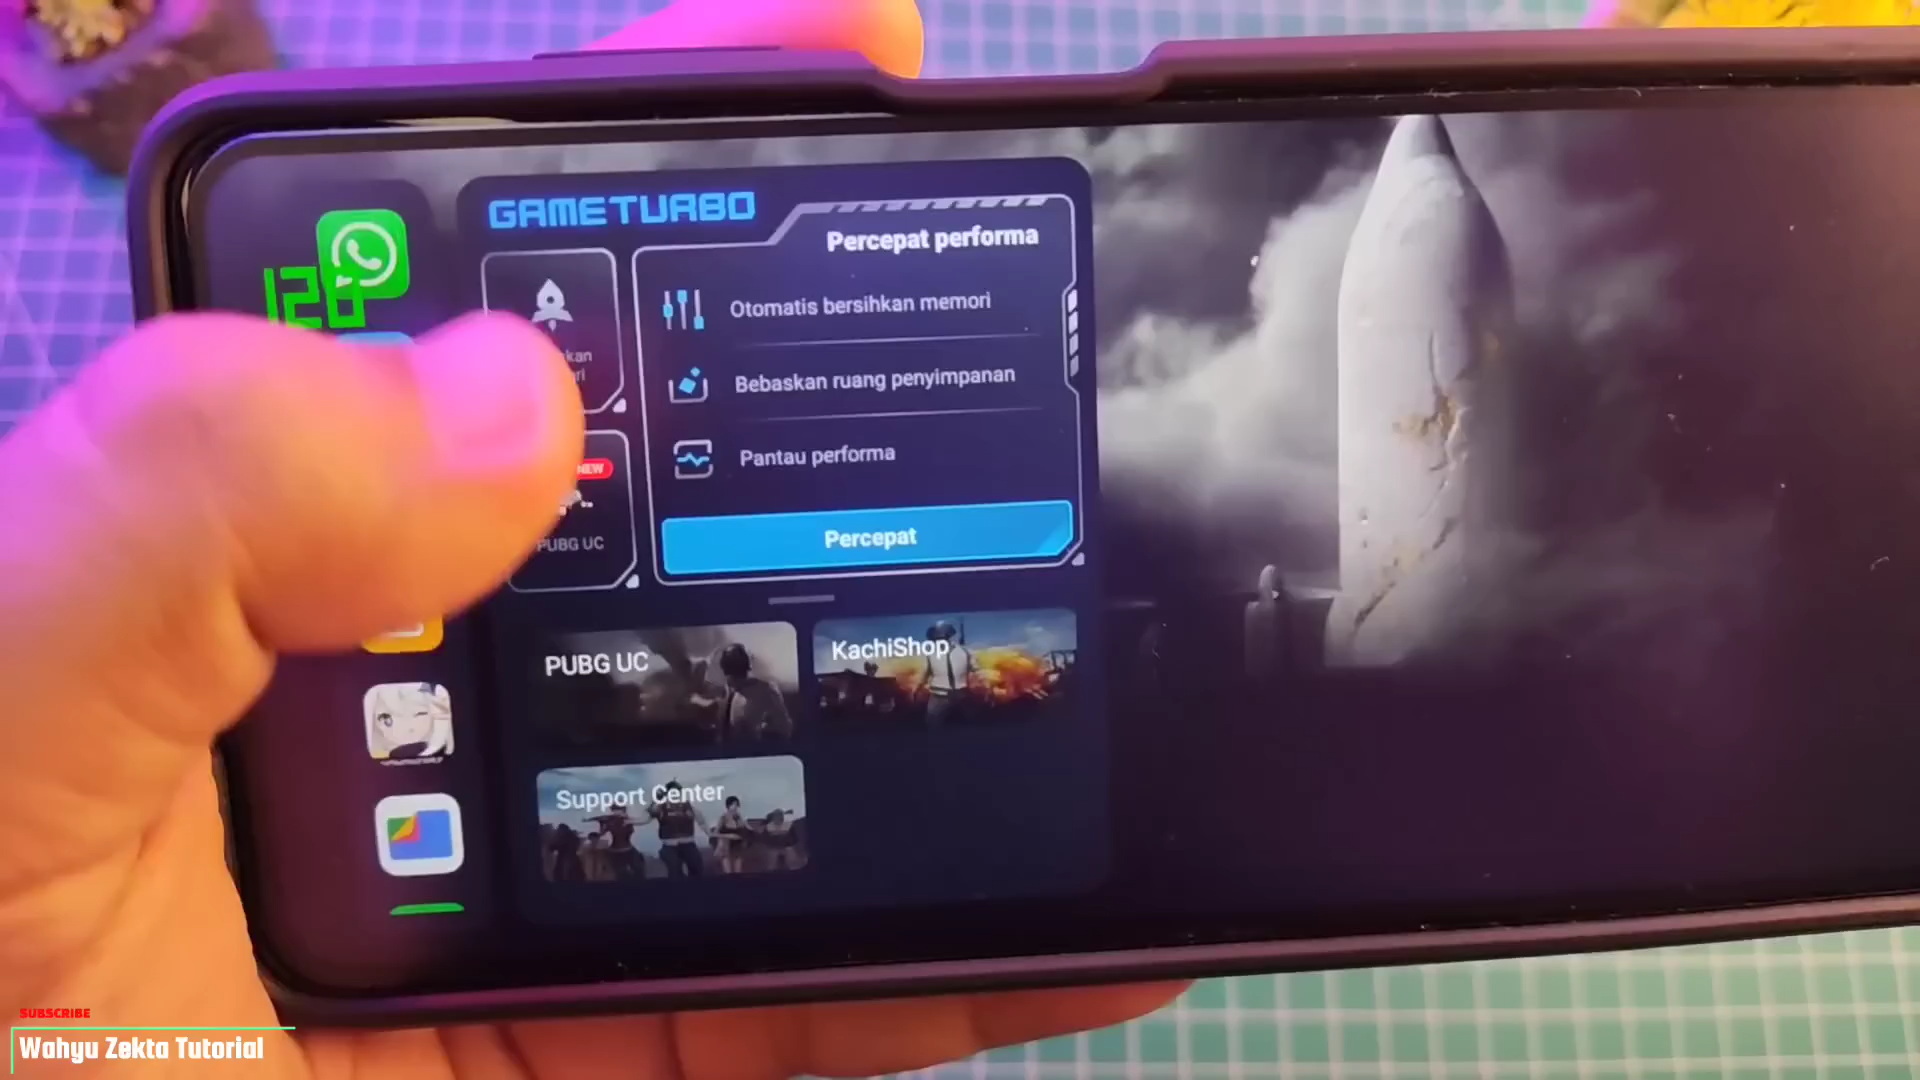 GAMETURBO
Percepat performa
Otomatis bersihkan memori
Bebaskan ruang penyimpanan
Pantau performa
Percepat
NEW
PUBG UC
PUBG UC
KachiShop
Support Center
SUBSCRIBE
Wahyu Zekta Tutorial